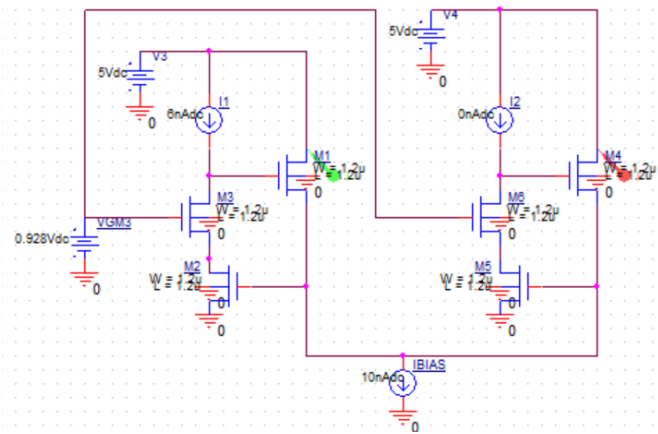 V4
5Vdc
0
V3
5Vdc
0
I1
6nAdc
I2
0nAdc
M1
W = 1.2u
L = 1.2u
0
M4
W = 1.2u
L = 1.2u
0
M3
W = 1.2u
L = 1.2u
0
M6
W = 1.2u
L = 1.2u
0
VGM3
0.928Vdc
0
M2
W = 1.2u
L = 1.2u
0
0
M5
W = 1.2u
L = 1.2u
0
0
IBIAS
10nAdc
0